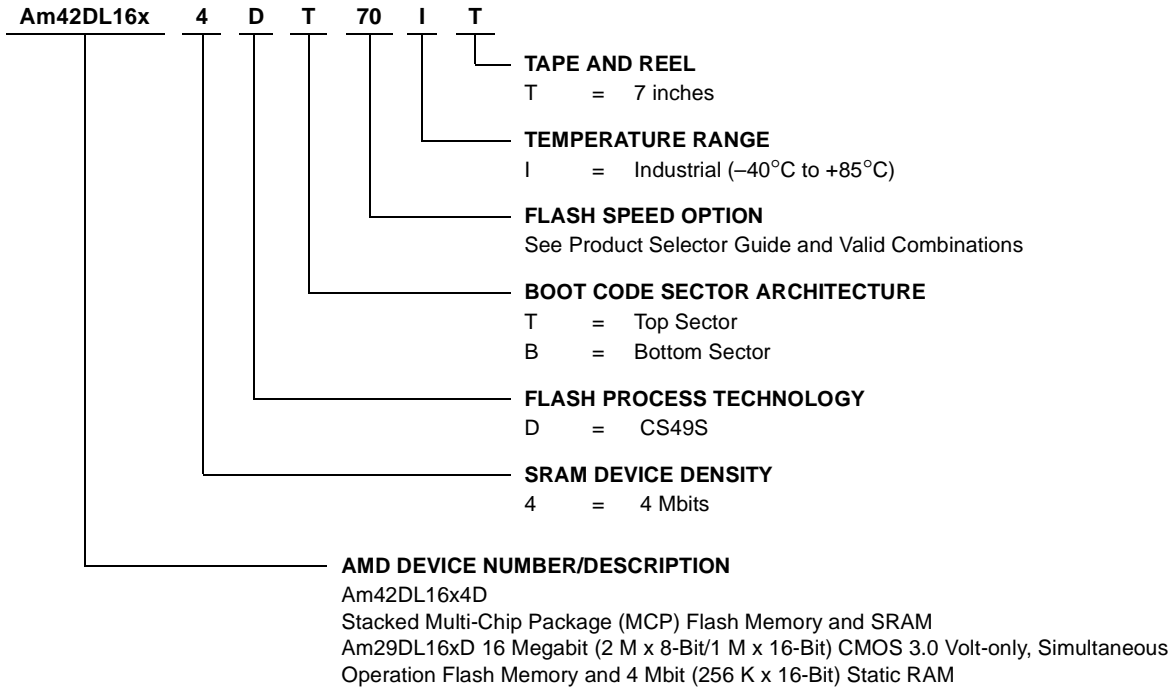 Am42DL16x 4 D T 70 I T
TAPE AND REEL
T = 7 inches
TEMPERATURE RANGE
I = Industrial (–40°C to +85°C)
FLASH SPEED OPTION
See Product Selector Guide and Valid Combinations
BOOT CODE SECTOR ARCHITECTURE
T = Top Sector
B = Bottom Sector
FLASH PROCESS TECHNOLOGY
D = CS49S
SRAM DEVICE DENSITY
4 = 4 Mbits
AMD DEVICE NUMBER/DESCRIPTION
Am42DL16x4D
Stacked Multi-Chip Package (MCP) Flash Memory and SRAM
Am29DL16xD 16 Megabit (2 M x 8-Bit/1 M x 16-Bit) CMOS 3.0 Volt-only, Simultaneous
Operation Flash Memory and 4 Mbit (256 K x 16-Bit) Static RAM